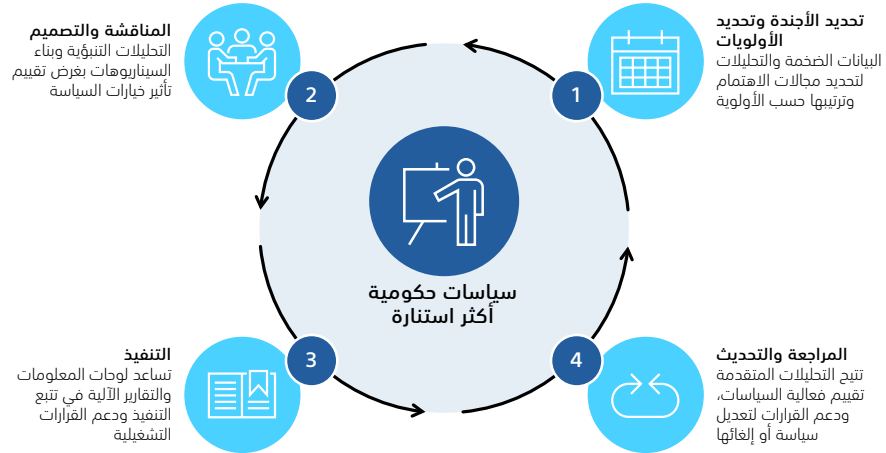 تحديد الأجندة وتحديد
الأولويات
البيانات الضخمة والتحليلات
لتحديد مجالات الاهتمام
وترتيبها حسب الأولوية
1
المناقشة والتصميم
التحليلات التنبؤية وبناء
السيناريوهات بغرض تقييم
تأثير خيارات السياسة
2
سياسات حكومية
أكثر استنارة
التنفيذ
تساعد لوحات المعلومات
والتقارير الآلية في تتبع
التنفيذ ودعم القرارات
التشغيلية
3
المراجعة والتحديث
تتيح التحليلات المتقدمة
تقييم فعالية السياسات،
ودعم القرارات لتعديل
سياسة أو إلغائها
4